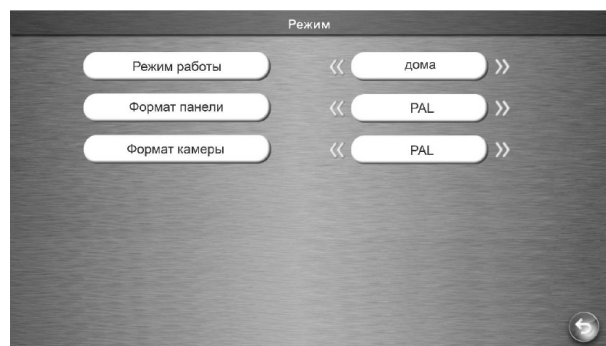 Режим
Режим работы дома
Формат панели PAL
Формат камеры PAL